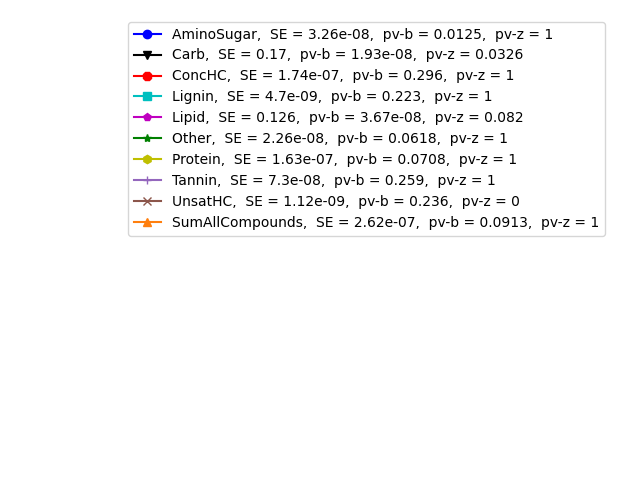 AminoSugar,  SE = 3.26e-08,  pv-b = 0.0125,  pv-z = 1
Carb,  SE = 0.17,  pv-b = 1.93e-08,  pv-z = 0.0326
ConcHC,  SE = 1.74e-07,  pv-b = 0.296,  pv-z = 1
Lignin,  SE = 4.7e-09,  pv-b = 0.223,  pv-z = 1
Lipid,  SE = 0.126,  pv-b = 3.67e-08,  pv-z = 0.082
Other,  SE = 2.26e-08,  pv-b = 0.0618,  pv-z = 1
Protein,  SE = 1.63e-07,  pv-b = 0.0708,  pv-z = 1
Tannin,  SE = 7.3e-08,  pv-b = 0.259,  pv-z = 1
UnsatHC,  SE = 1.12e-09,  pv-b = 0.236,  pv-z = 0
SumAllCompounds,  SE = 2.62e-07,  pv-b = 0.0913,  pv-z = 1